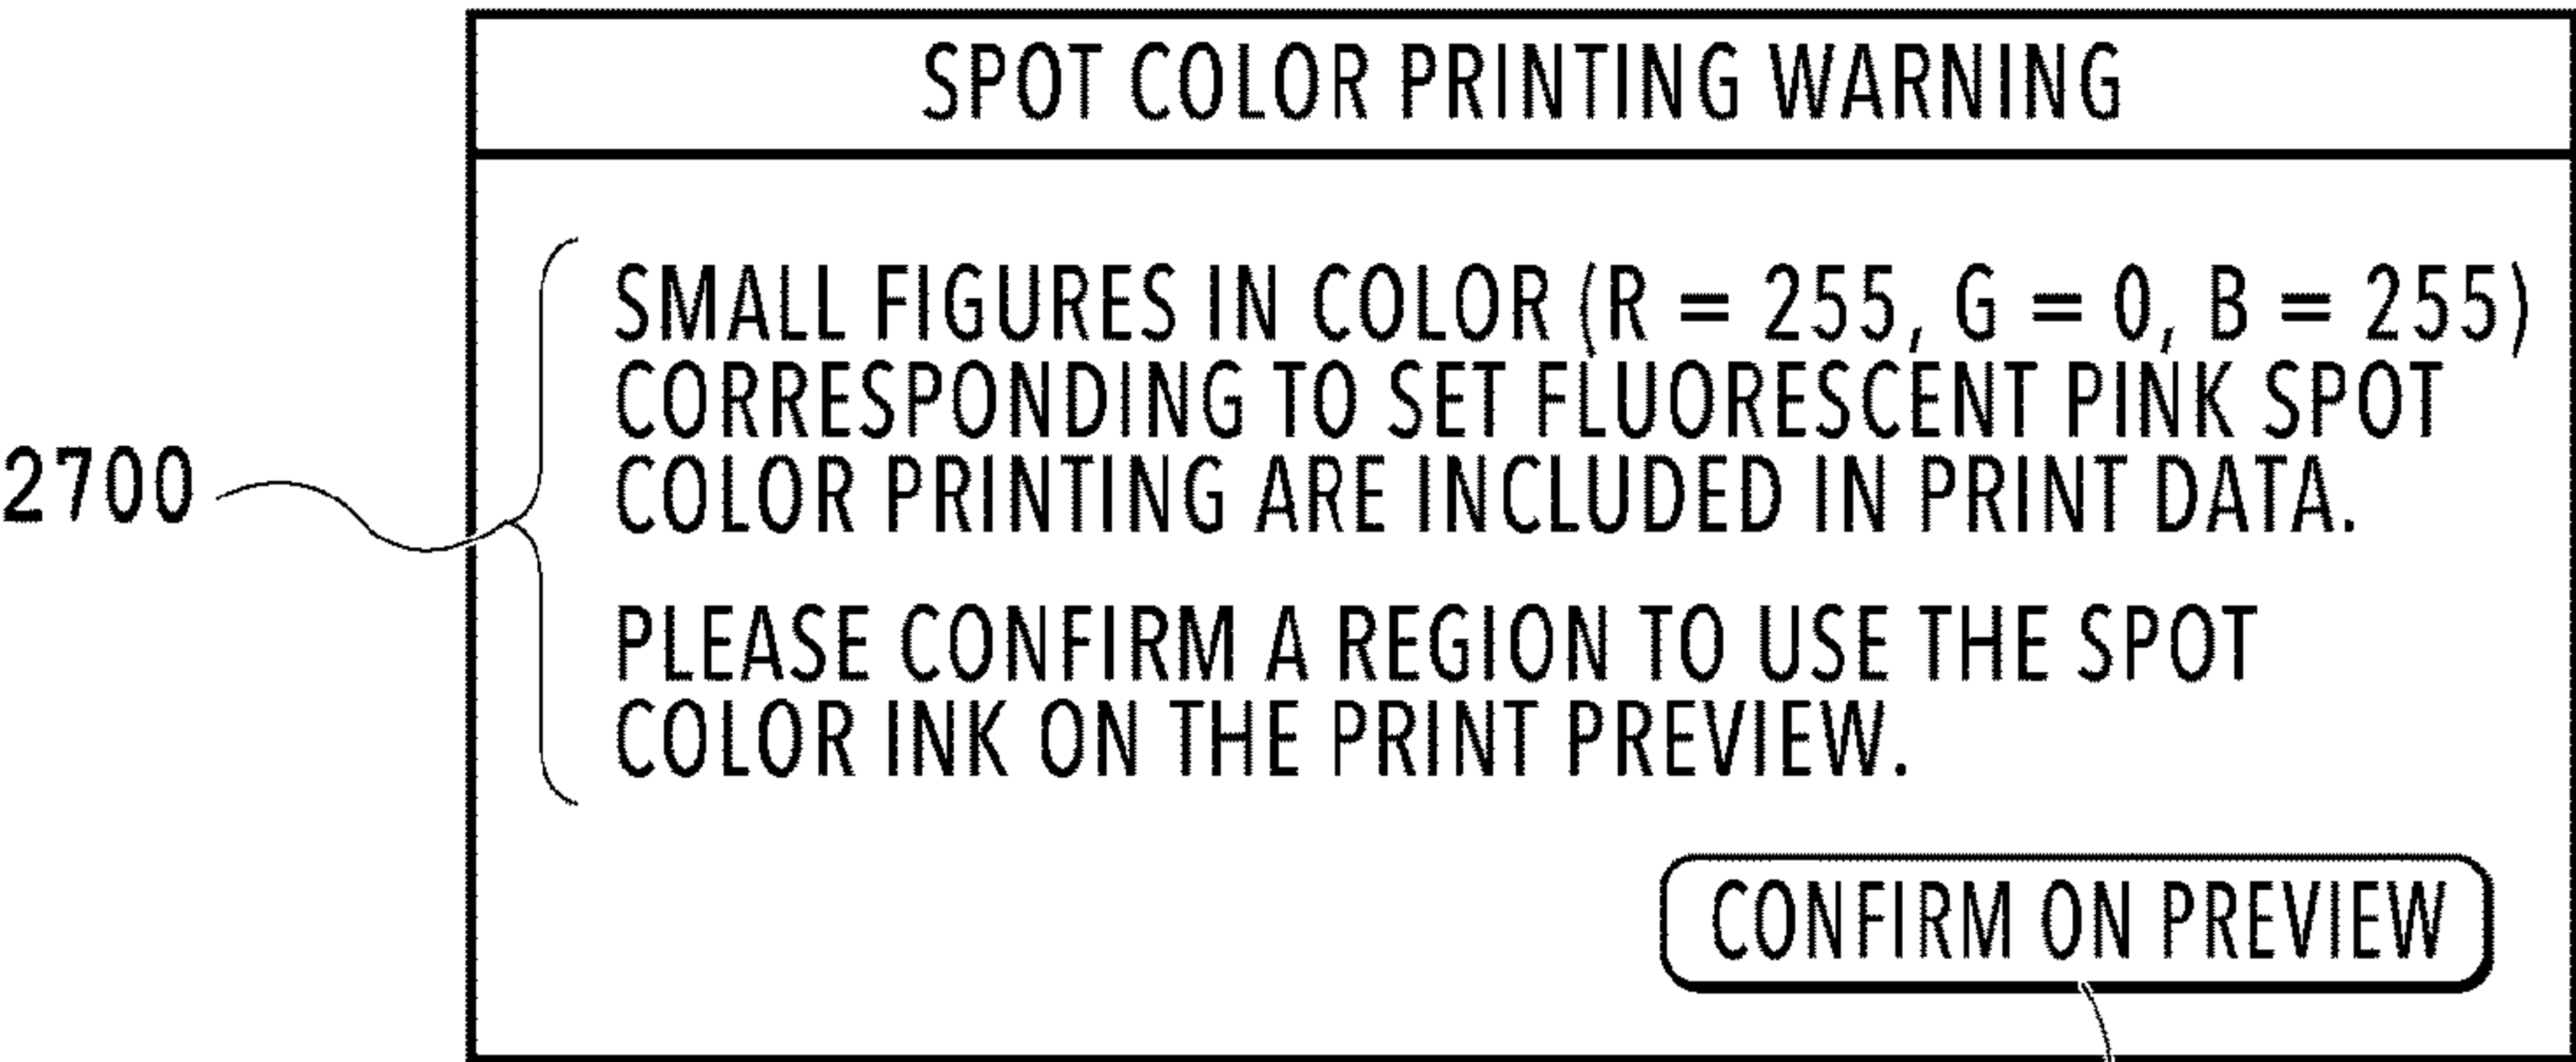 SPOT COLOR PRINTING WARNING
SMALL FIGURES IN COLOR (R = 255, G = 0, B = 255)
CORRESPONDING TO SET FLUORESCENT PINK SPOT
COLOR PRINTING ARE INCLUDED IN PRINT DATA.
2700
PLEASE CONFIRM A REGION TO USE THE SPOT
COLOR INK ON THE PRINT PREVIEW.
CONFIRM ON PREVIEW